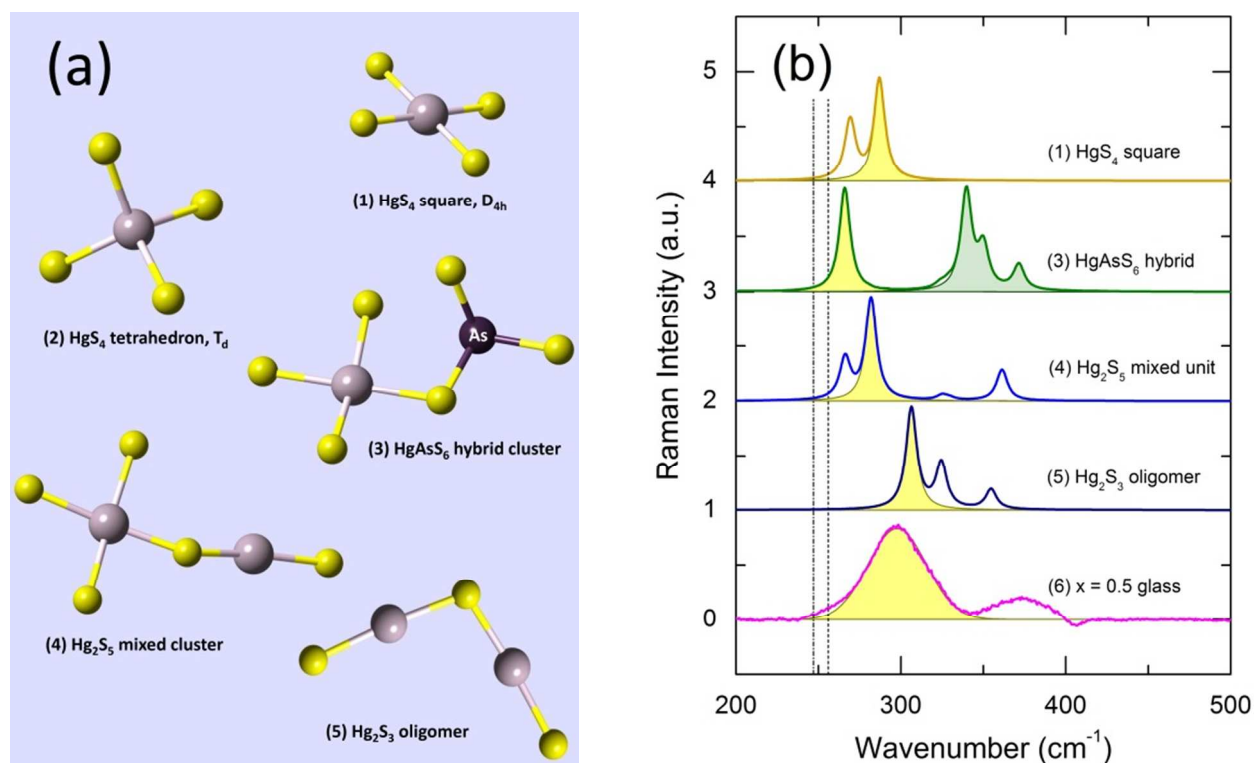 (a)
(1) HgS₄ square, D₄ₕ
(2) HgS₄ tetrahedron, T_d
As
(3) HgAsS₆ hybrid cluster
(4) Hg₂S₅ mixed cluster
(5) Hg₂S₃ oligomer
(b)
Raman Intensity (a.u.)
5
4
3
2
1
0
(1) HgS₄ square
(3) HgAsS₆ hybrid
(4) Hg₂S₅ mixed unit
(5) Hg₂S₃ oligomer
(6) x = 0.5 glass
200 300 400 500
Wavenumber (cm⁻¹)